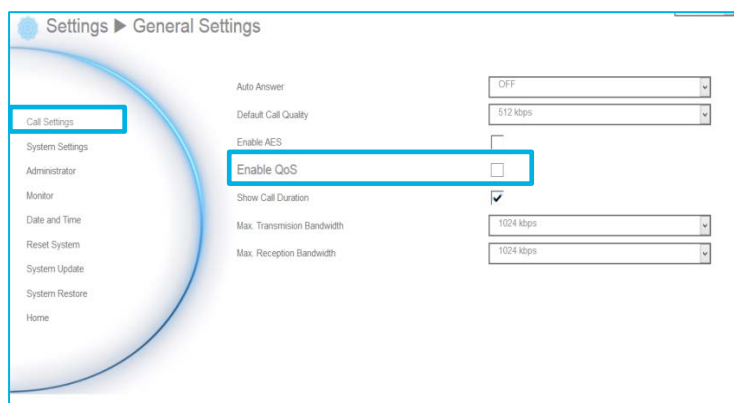 Settings ▶ General Settings
Call Settings
System Settings
Administrator
Monitor
Date and Time
Reset System
System Update
System Restore
Home
Auto Answer OFF
Default Call Quality 512 kbps
Enable AES
Enable QoS
Show Call Duration
Max. Transmision Bandwidth 1024 kbps
Max. Reception Bandwidth 1024 kbps